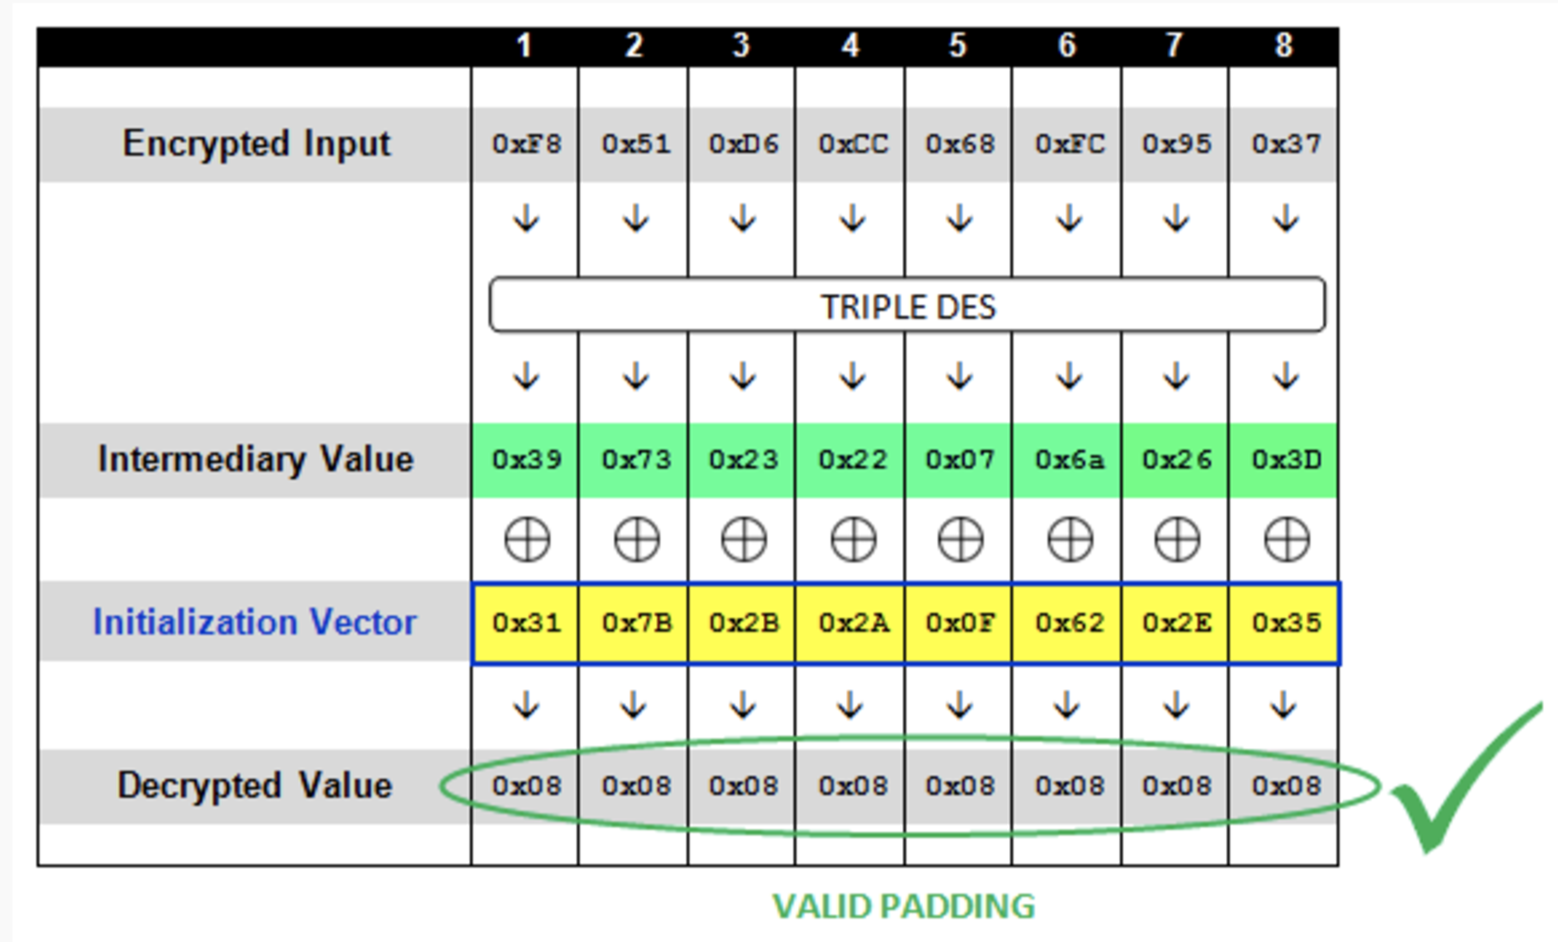 1 2 3 4 5 6 7 8
Encrypted Input 0xF8 0x51 0xD6 0xCC 0x68 0xFC 0x95 0x37
TRIPLE DES
Intermediary Value 0x39 0x73 0x23 0x22 0x07 0x6a 0x26 0x3D
Initialization Vector 0x31 0x7B 0x2B 0x2A 0x0F 0x62 0x2E 0x35
Decrypted Value 0x08 0x08 0x08 0x08 0x08 0x08 0x08 0x08
VALID PADDING